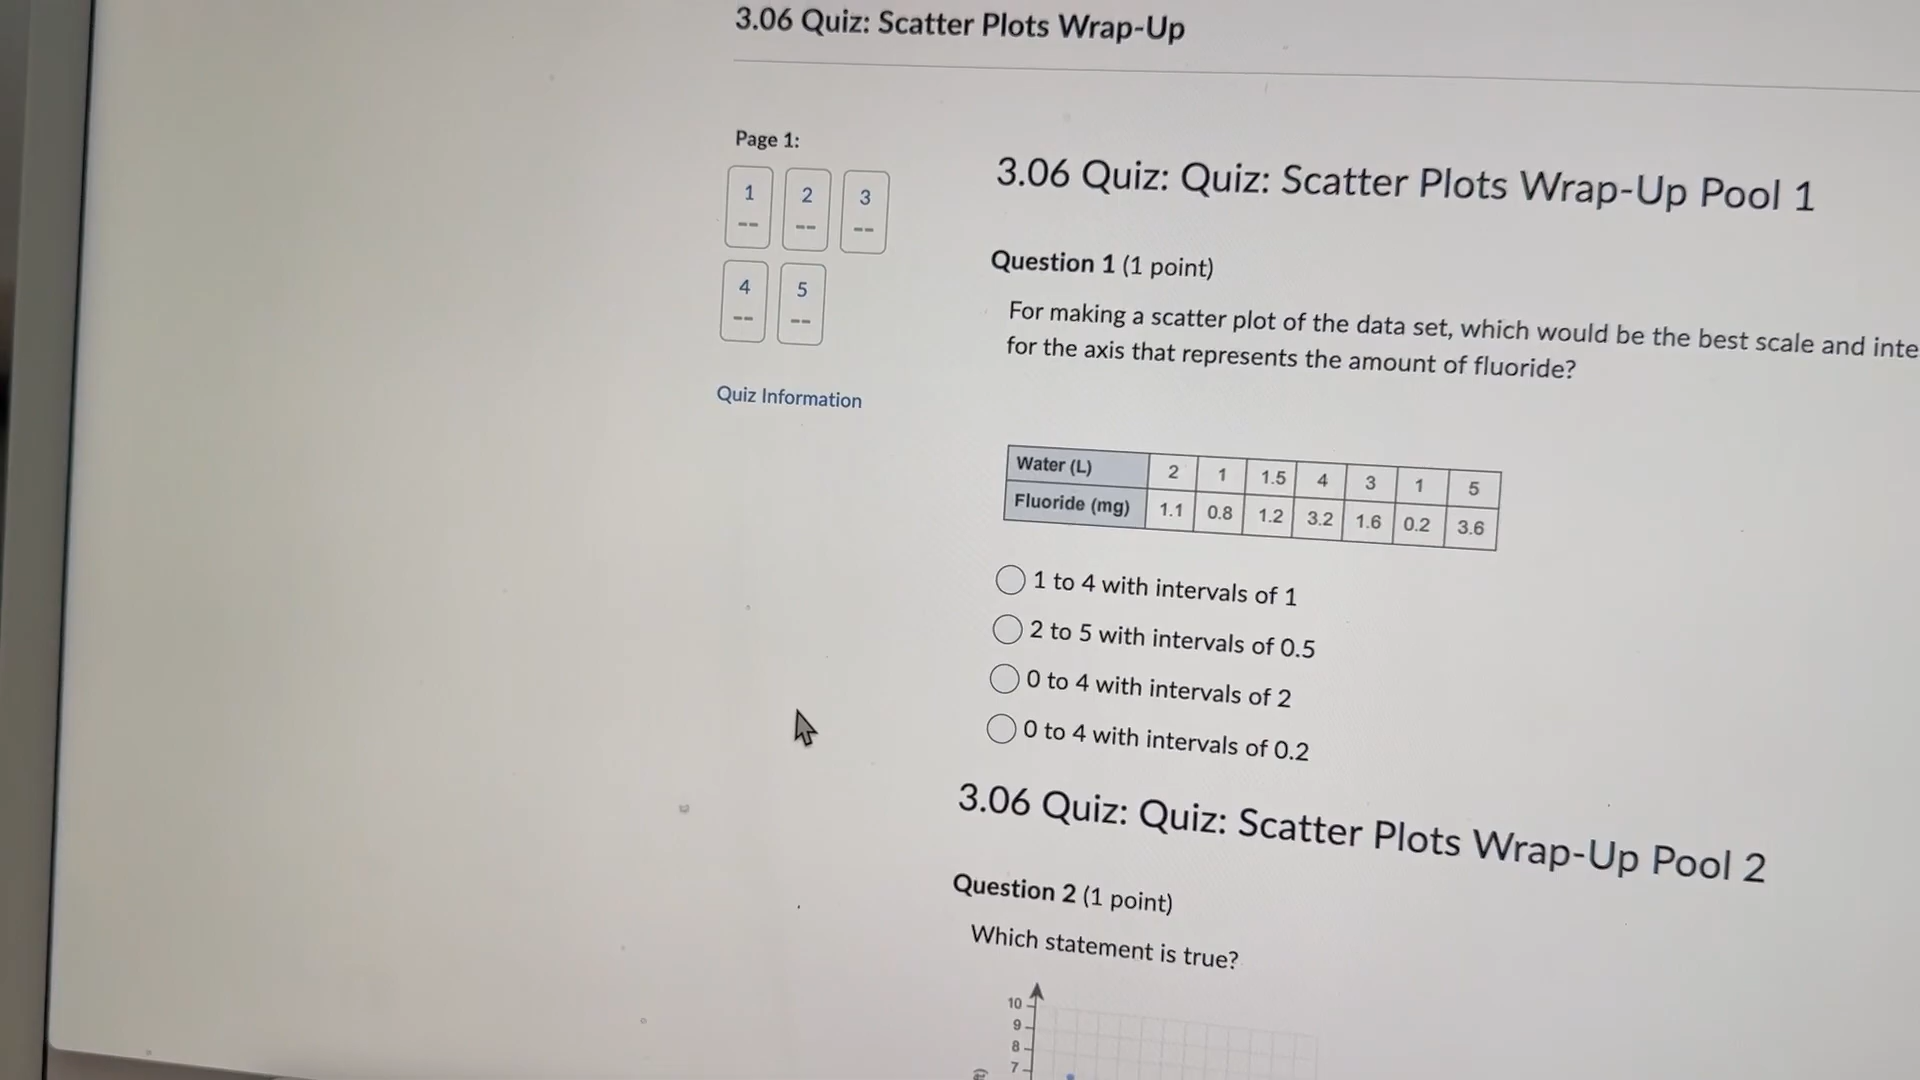 3.06 Quiz: Scatter Plots Wrap-Up
Page 1:
1
2
3
--
--
--
4
5
--
--
Quiz Information
3.06 Quiz: Quiz: Scatter Plots Wrap-Up Pool 1
Question 1 (1 point)
For making a scatter plot of the data set, which would be the best scale and inte
for the axis that represents the amount of fluoride?
Water (L) 2 1 1.5 4 3 1 5
Fluoride (mg) 1.1 0.8 1.2 3.2 1.6 0.2 3.6
1 to 4 with intervals of 1
2 to 5 with intervals of 0.5
0 to 4 with intervals of 2
0 to 4 with intervals of 0.2
3.06 Quiz: Quiz: Scatter Plots Wrap-Up Pool 2
Question 2 (1 point)
Which statement is true?
10
9
8
7